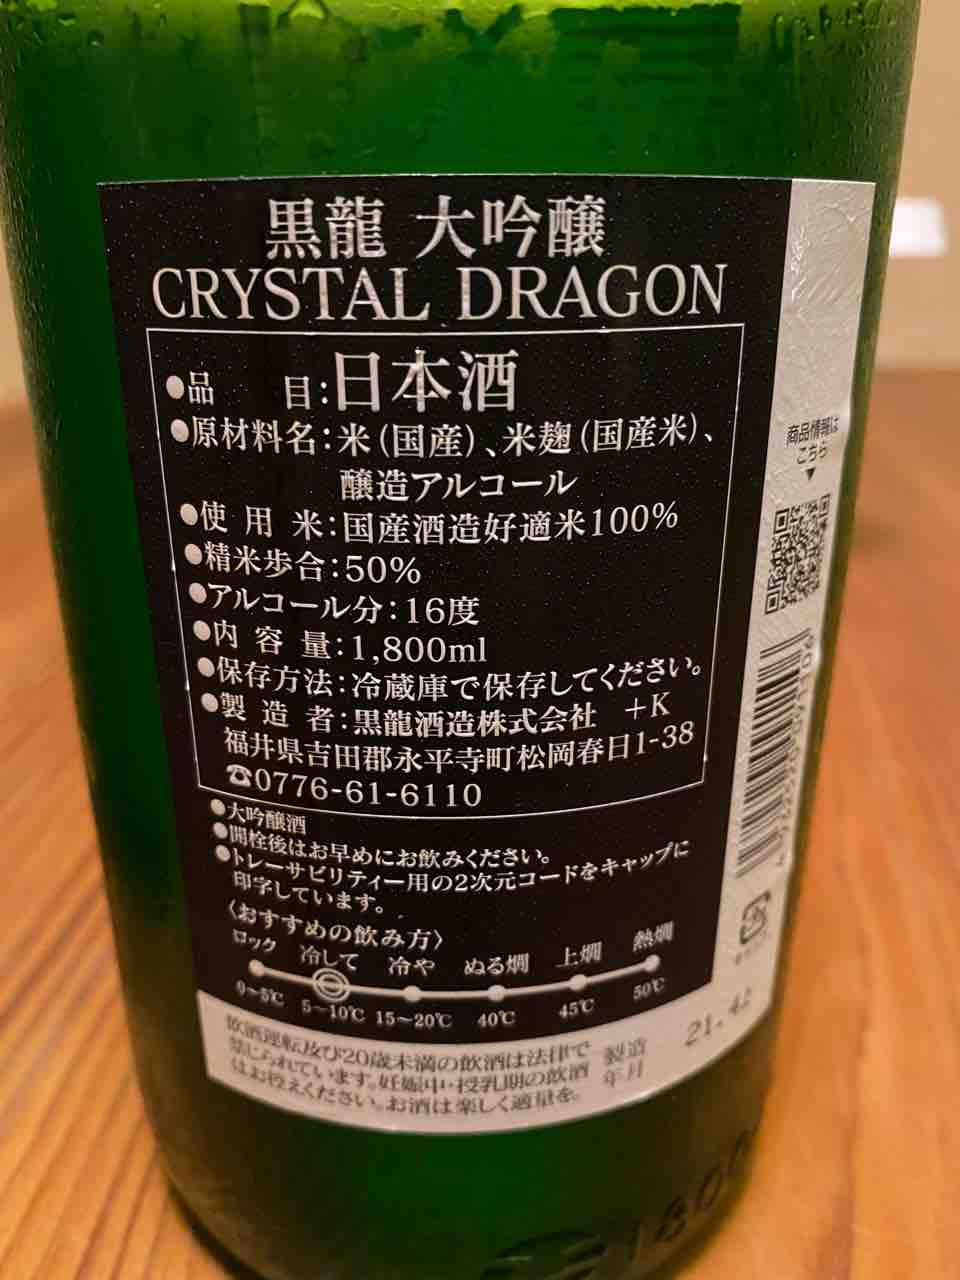 黒龍 大吟醸
CRYSTAL DRAGON
●品 目:日本酒
●原材料名:米(国産)、米麹(国産米)、
醸造アルコール
●使用米:国産酒造好適米100%
●精米歩合:50%
●アルコール分:16度
●内容量:1,800ml
●保存方法:冷蔵庫で保存してください。
●製造者:黒龍酒造株式会社 +K
福井県吉田郡永平寺町松岡春日1-38
☎0776-61-6110
●大吟醸酒
●開栓後はお早めにお飲みください。
●トレーサビリティー用の2次元コードをキャップに
印字しています。
〈おすすめの飲み方〉
ロック 冷して 冷や ぬる燗 上燗 熱燗
0~5℃ 5~10℃ 15~20℃ 40℃ 45℃ 50℃
飲酒運転及び20歳未満の飲酒は法律で
禁じられています。妊娠中・授乳期の飲酒
はお控えください。お酒は楽しく適量を。
製造
年月
商品情報は
こちら
▼